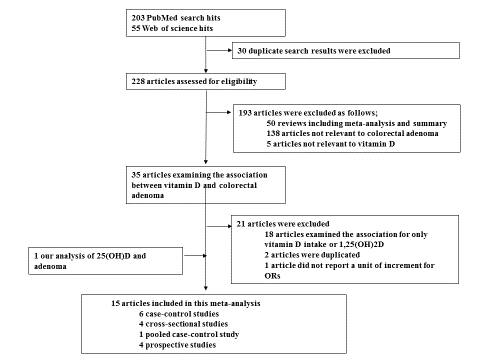 203 PubMed search hits
55 Web of science hits
30 duplicate search results were excluded
228 articles assessed for eligibility
193 articles were excluded as follows;
50 reviews including meta-analysis and summary
138 articles not relevant to colorectal adenoma
5 articles not relevant to vitamin D
35 articles examining the association
between vitamin D and colorectal
adenoma
21 articles were excluded
18 articles examined the association for only
vitamin D intake or 1,25(OH)2D
2 articles were duplicated
1 article did not report a unit of increment for
ORs
1 our analysis of 25(OH)D and
adenoma
15 articles included in this meta-analysis
6 case-control studies
4 cross-sectional studies
1 pooled case-control study
4 prospective studies